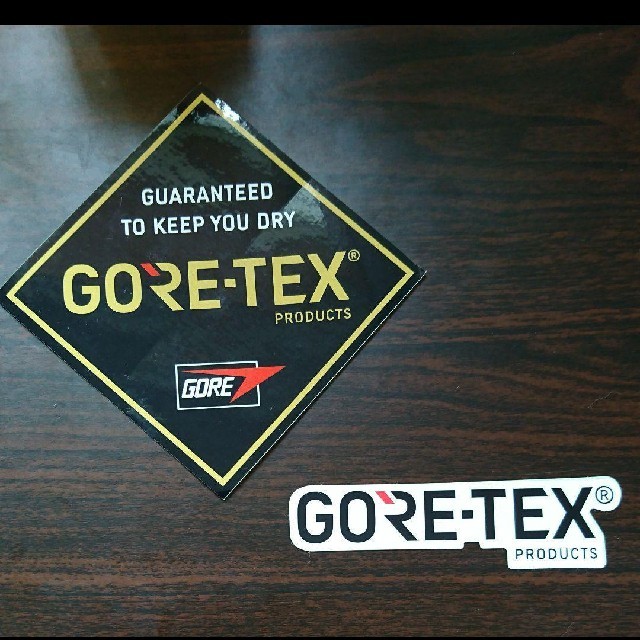 GUARANTEED
TO KEEP YOU DRY
GORE-TEX®
PRODUCTS
GORE
GORE-TEX®
PRODUCTS